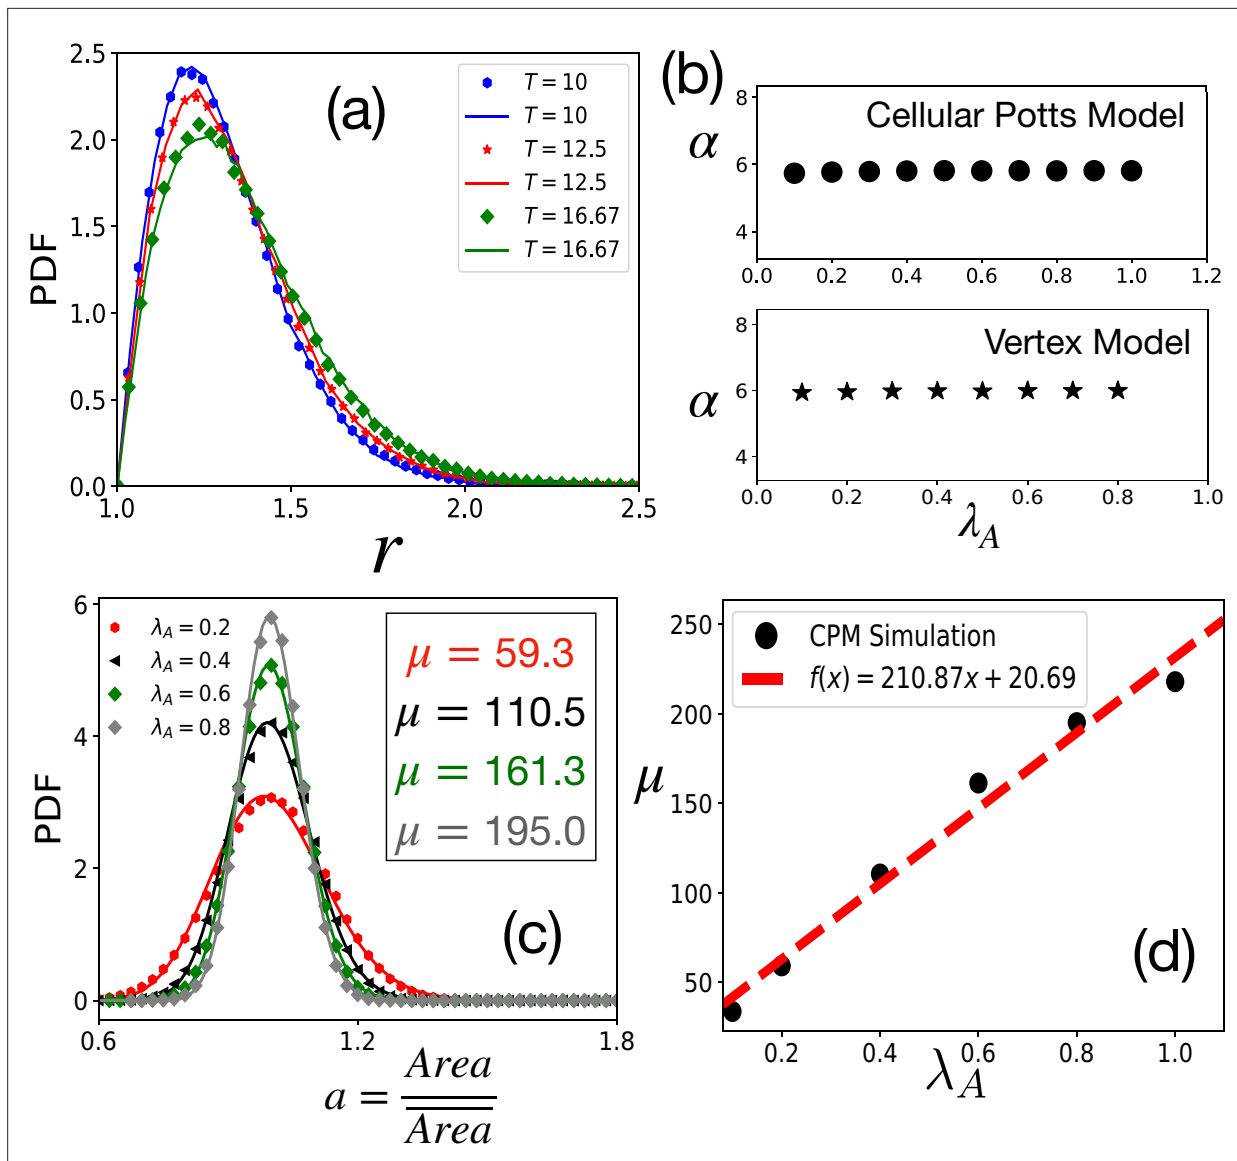 (a)
PDF
2.5
2.0
1.5
1.0
0.5
0.0
1.0 1.5 2.0 2.5
r
T = 10
T = 10
T = 12.5
T = 12.5
T = 16.67
T = 16.67
(b)
Cellular Potts Model
α
8
6
4
0.0 0.2 0.4 0.6 0.8 1.0 1.2
Vertex Model
α
8
6
4
0.0 0.2 0.4 0.6 0.8 1.0
λ_A
(c)
PDF
6
4
2
0
0.6 1.2 1.8
a = Area / \overline{Area}
λ_A = 0.2
λ_A = 0.4
λ_A = 0.6
λ_A = 0.8
μ = 59.3
μ = 110.5
μ = 161.3
μ = 195.0
(d)
μ
250
200
150
100
50
0.2 0.4 0.6 0.8 1.0
λ_A
CPM Simulation
f(x) = 210.87x + 20.69